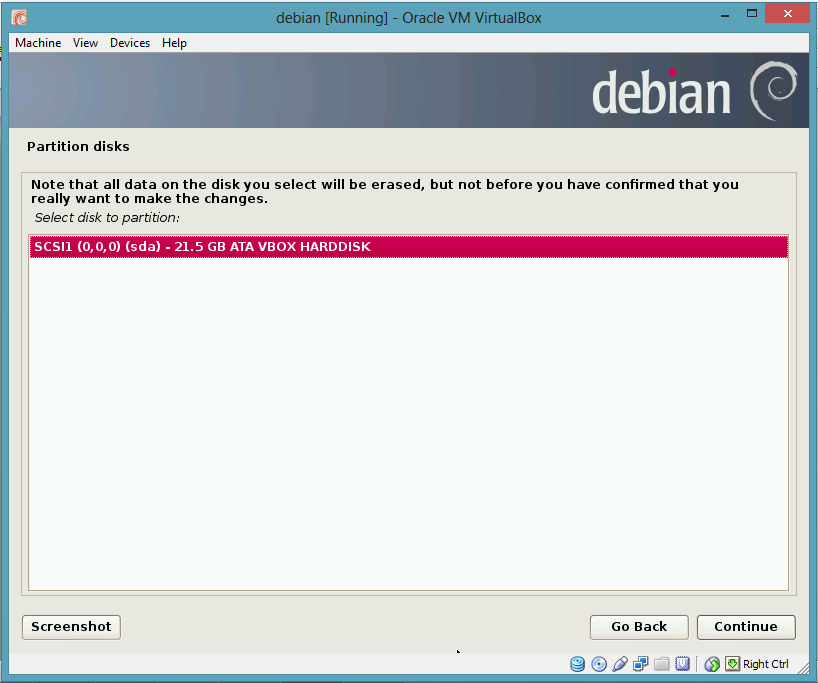 debian [Running] - Oracle VM VirtualBox
Machine View Devices Help
debian
Partition disks
Note that all data on the disk you select will be erased, but not before you have confirmed that you
really want to make the changes.
Select disk to partition:
SCSI1 (0,0,0) (sda) - 21.5 GB ATA VBOX HARDDISK
Screenshot Go Back Continue
Right Ctrl